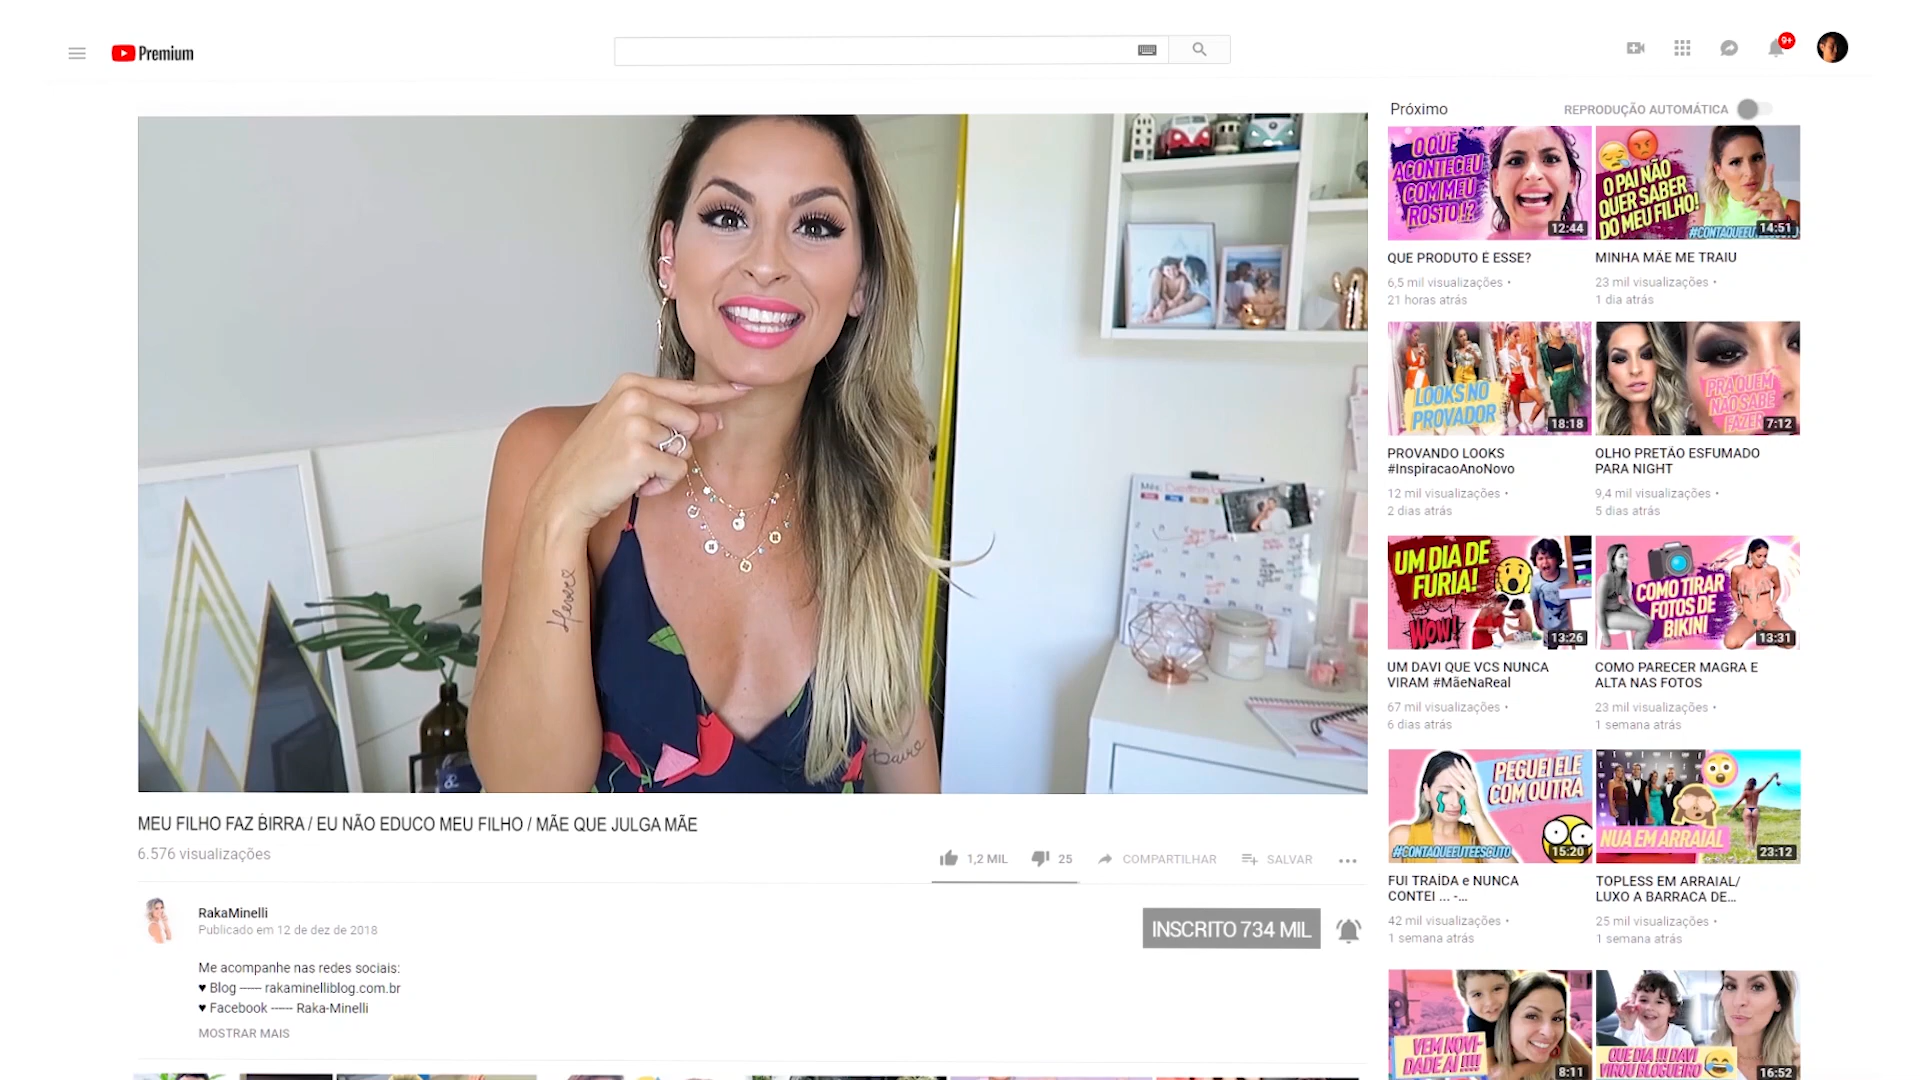 Premium
9+
Próximo
REPRODUÇÃO AUTOMÁTICA
O QUE
ACONTECEU
COM MEU
ROSTO!?
12:44
QUE PRODUTO É ESSE?
6,5 mil visualizações •
21 horas atrás
O PAI NÃO
QUER SABER
DO MEU FILHO!
14:51
MINHA MÃE ME TRAIU
23 mil visualizações •
1 dia atrás
LOOKS NO
PROVADOR
18:18
PROVANDO LOOKS
#InspiracaoAnoNovo
12 mil visualizações •
2 dias atrás
PRA QUEM
NÃO SABE
FAZER
7:12
OLHO PRETÃO ESFUMADO
PARA NIGHT
9,4 mil visualizações •
5 dias atrás
UM DIA DE
FÚRIA!
WOW!
13:26
UM DAVI QUE VCS NUNCA
VIRAM #MãeNaReal
67 mil visualizações •
6 dias atrás
COMO TIRAR
FOTOS DE
BIKINI
13:31
COMO PARECER MAGRA E
ALTA NAS FOTOS
23 mil visualizações •
1 semana atrás
PEGUEI ELE
COM OUTRA
#CONTAQUEEUTEESCUTO
15:20
FUI TRAÍDA e NUNCA
CONTEI ... -...
42 mil visualizações •
1 semana atrás
NUA EM ARRAIAL
23:12
TOPLESS EM ARRAIAL/
LUXO A BARRACA DE...
25 mil visualizações •
1 semana atrás
VEM NOVI-
DADE AÍ !!!!
8:11
QUE DIA !!! DAVI
VIROU BLOGUEIRO
16:52
MEU FILHO FAZ BIRRA / EU NÃO EDUCO MEU FILHO / MÃE QUE JULGA MÃE
6.576 visualizações
1,2 MIL
25
COMPARTILHAR
SALVAR
RakaMinelli
Publicado em 12 de dez de 2018
INSCRITO 734 MIL
Me acompanhe nas redes sociais:
♥ Blog ------ rakaminelliblog.com.br
♥ Facebook ------ Raka-Minelli
MOSTRAR MAIS